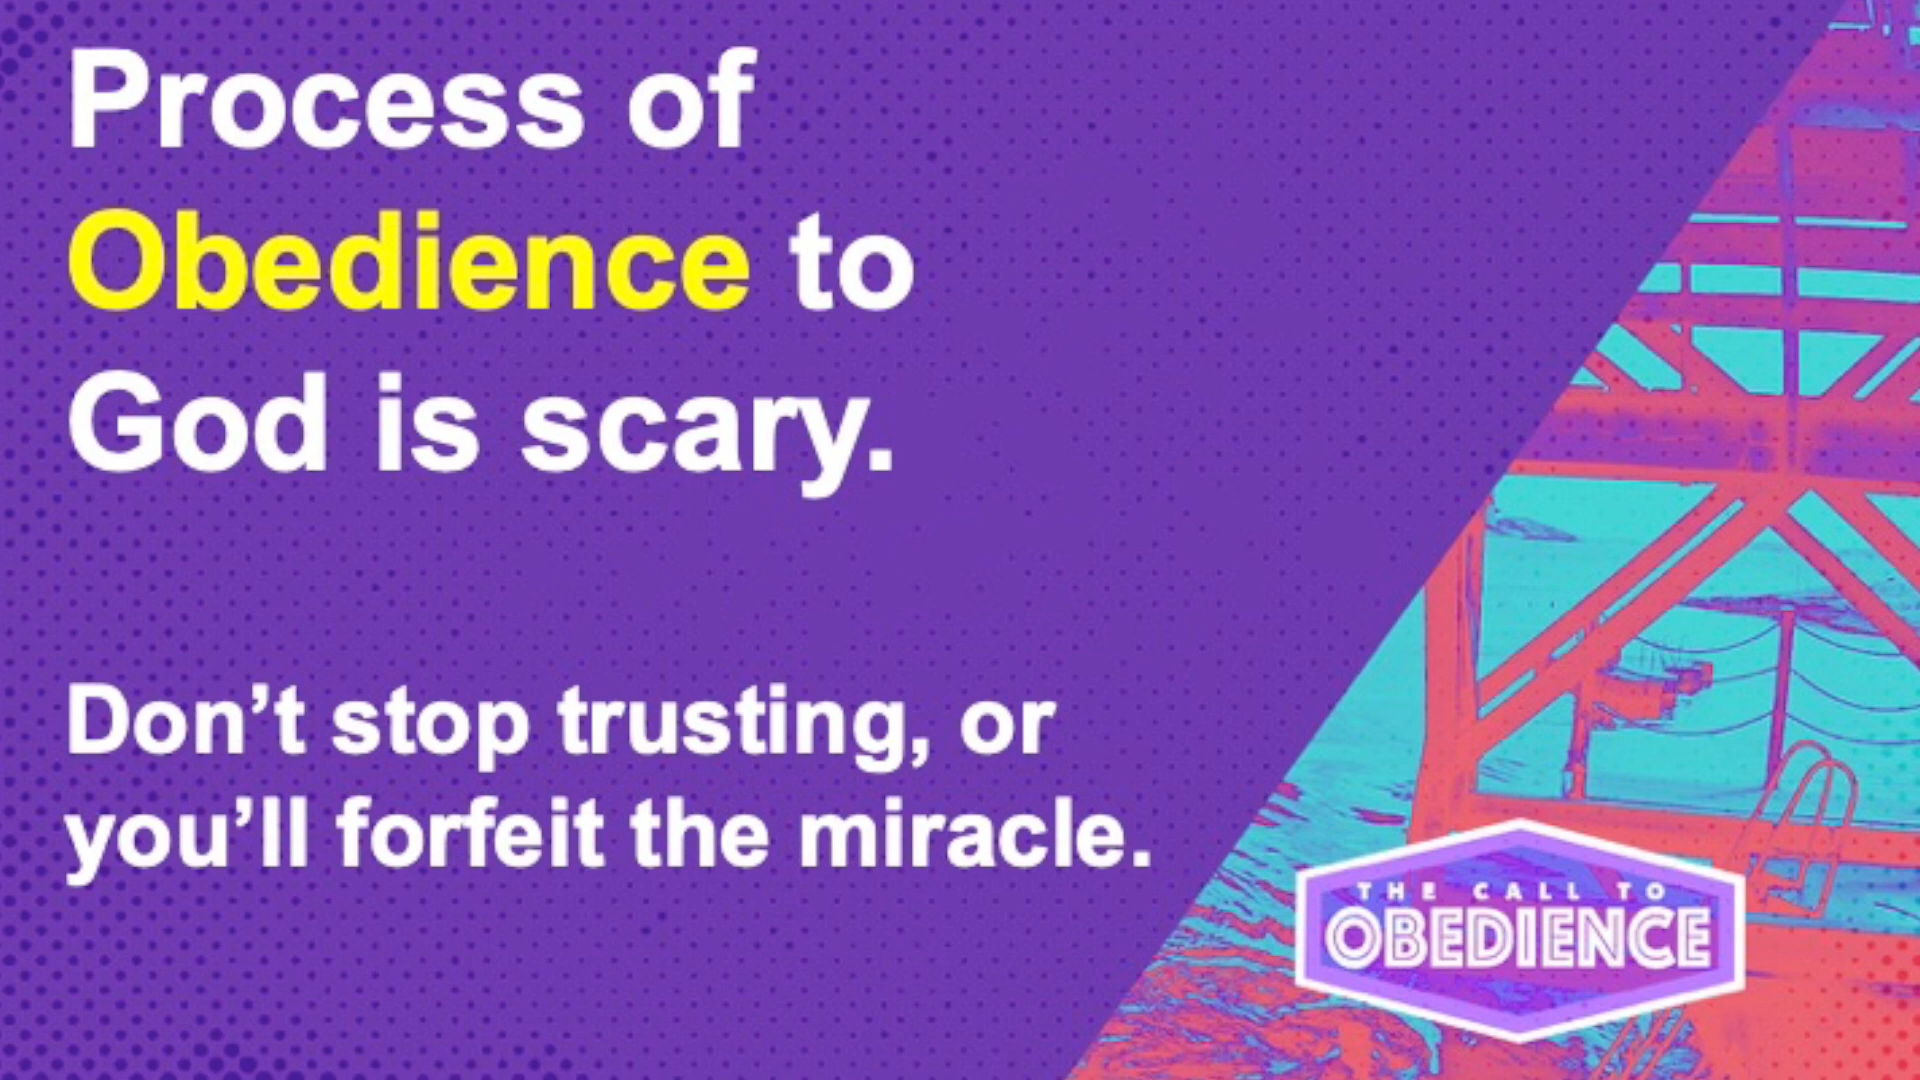 Process of
Obedience to
God is scary.
Don’t stop trusting, or
you’ll forfeit the miracle.
THE CALL TO
OBEDIENCE